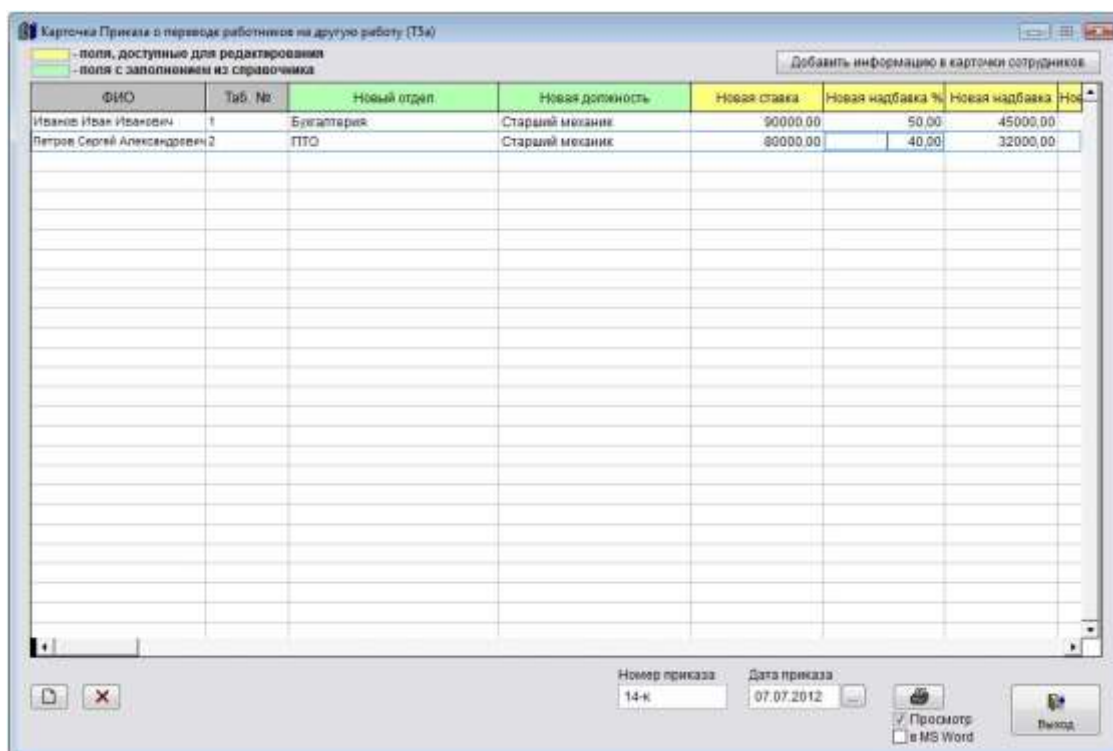 Карточка Приказа о переводе работников на другую работу (Т5а)
- поля, доступные для редактирования
- поля с заполнением из справочника
Добавить информацию в карточки сотрудников
ФИО Таб. № Новый отдел Новая должность Новая ставка Новая надбавка % Новая надбавка Нов
Иванов Иван Иванович 1 Бухгалтерия Старший механик 90000,00 50,00 45000,00
Петров Сергей Александрович 2 ПТО Старший механик 80000,00 40,00 32000,00
Номер приказа Дата приказа
14-к 07.07.2012 ...
Просмотр
в MS Word
Выход